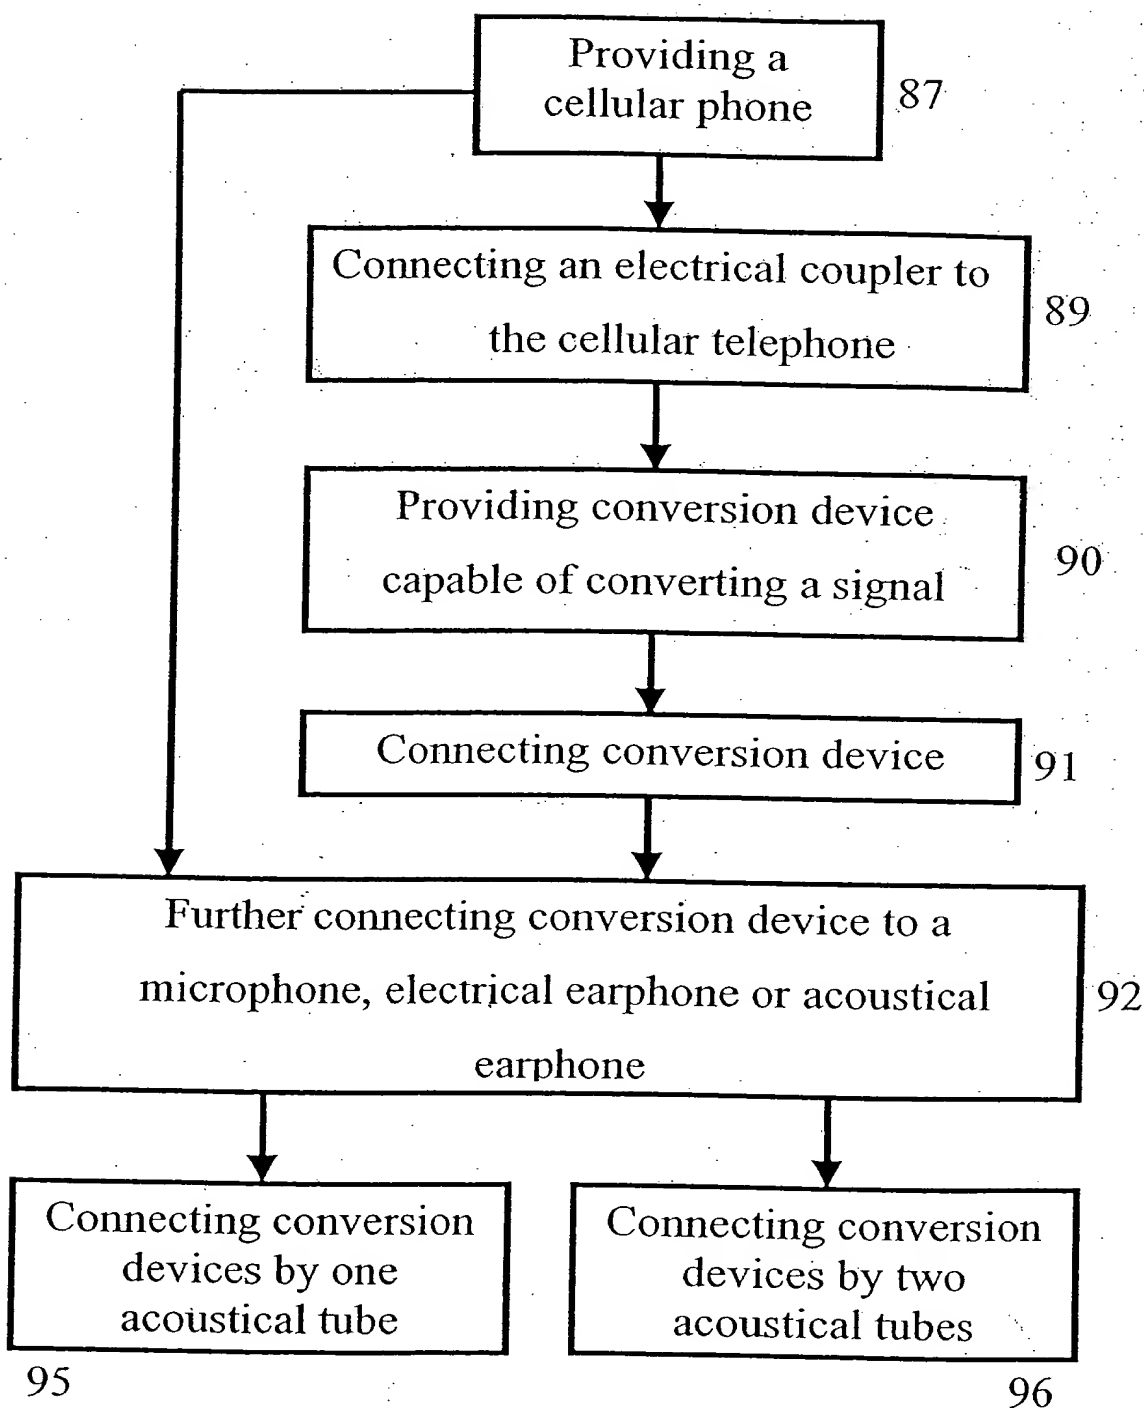 Providing a
cellular phone
87
Connecting an electrical coupler to
the cellular telephone
89
Providing conversion device
capable of converting a signal
90
Connecting conversion device
91
Further connecting conversion device to a
microphone, electrical earphone or acoustical
earphone
92
Connecting conversion
devices by one
acoustical tube
95
Connecting conversion
devices by two
acoustical tubes
96